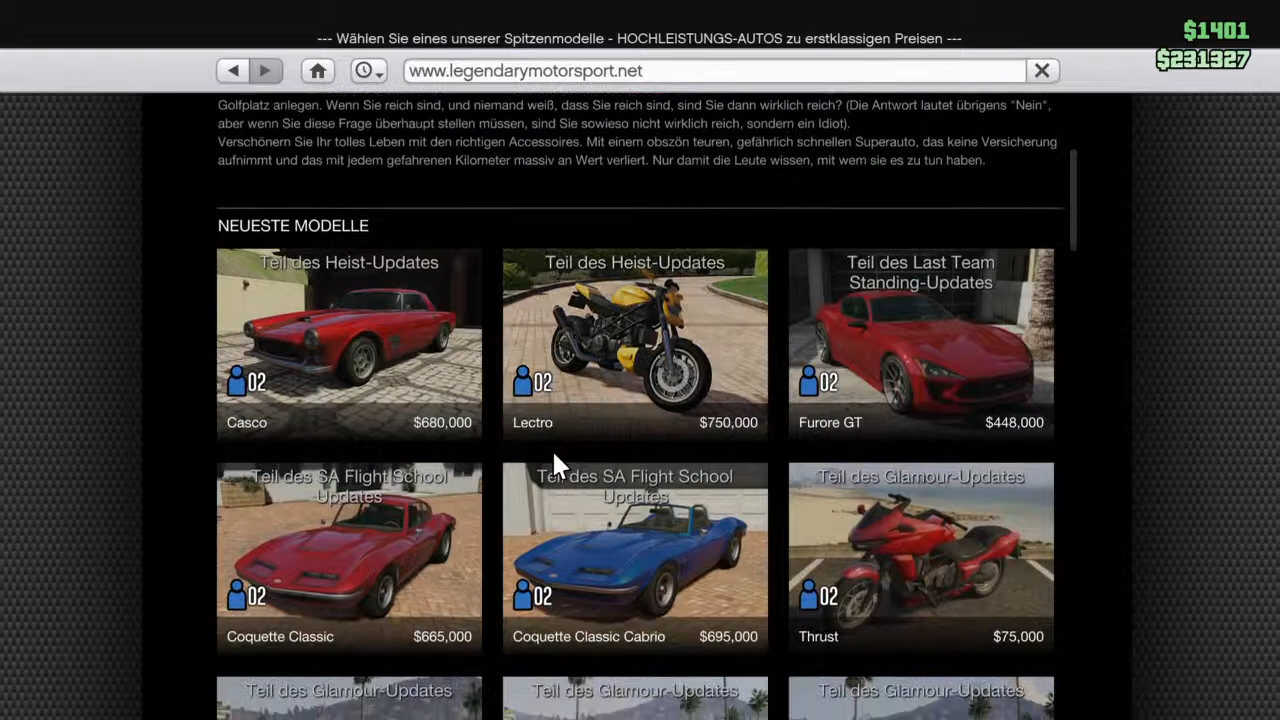 $1401
--- Wählen Sie eines unserer Spitzenmodelle - HOCHLEISTUNGS-AUTOS zu erstklassigen Preisen ---
$231327
www.legendarymotorsport.net
Golfplatz anlegen. Wenn Sie reich sind, und niemand weiß, dass Sie reich sind, sind Sie dann wirklich reich? (Die Antwort lautet übrigens "Nein",
aber wenn Sie diese Frage überhaupt stellen müssen, sind Sie sowieso nicht wirklich reich, sondern ein Idiot).
Verschönern Sie Ihr tolles Leben mit den richtigen Accessoires. Mit einem obszön teuren, gefährlich schnellen Superauto, das keine Versicherung
aufnimmt und das mit jedem gefahrenen Kilometer massiv an Wert verliert. Nur damit die Leute wissen, mit wem sie es zu tun haben.
NEUESTE MODELLE
Teil des Heist-Updates
02
Casco $680,000
Teil des Heist-Updates
02
Lectro $750,000
Teil des Last Team
Standing-Updates
02
Furore GT $448,000
Teil des SA Flight School
Updates
02
Coquette Classic $665,000
Teil des SA Flight School
Updates
02
Coquette Classic Cabrio $695,000
Teil des Glamour-Updates
02
Thrust $75,000
Teil des Glamour-Updates
Teil des Glamour-Updates
Teil des Glamour-Updates